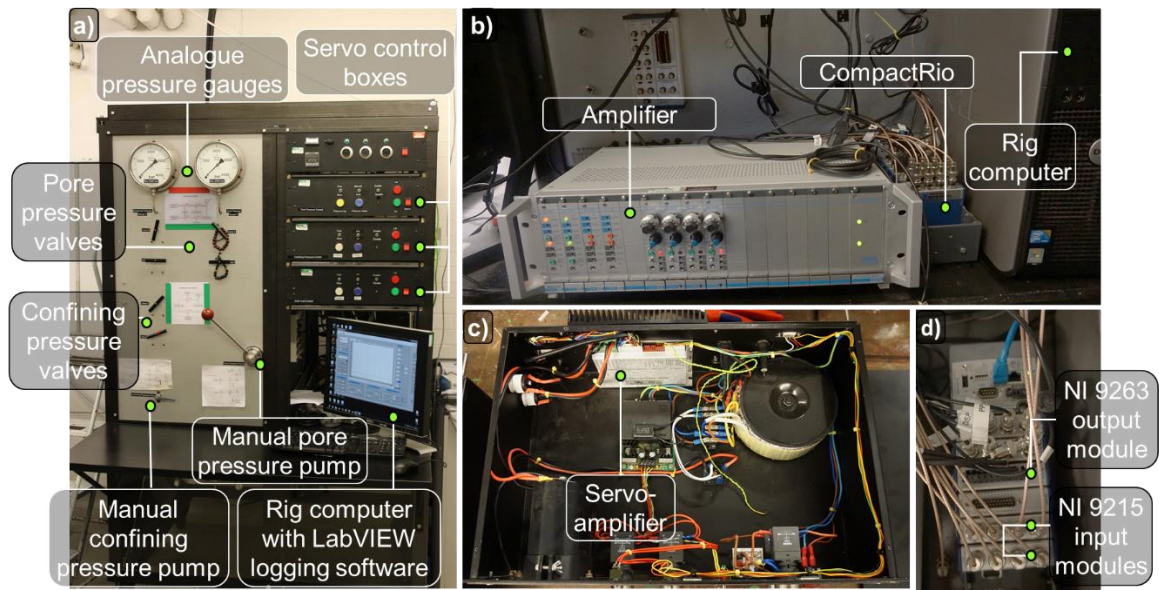 a)
Analogue
pressure gauges
Servo control
boxes
Pore
pressure
valves
Confining
pressure
valves
Manual pore
pressure pump
Manual
confining
pressure pump
Rig computer
with LabVIEW
logging software
b)
Amplifier
CompactRio
Rig
computer
c)
Servo-
amplifier
d)
NI 9263
output
module
NI 9215
input
modules